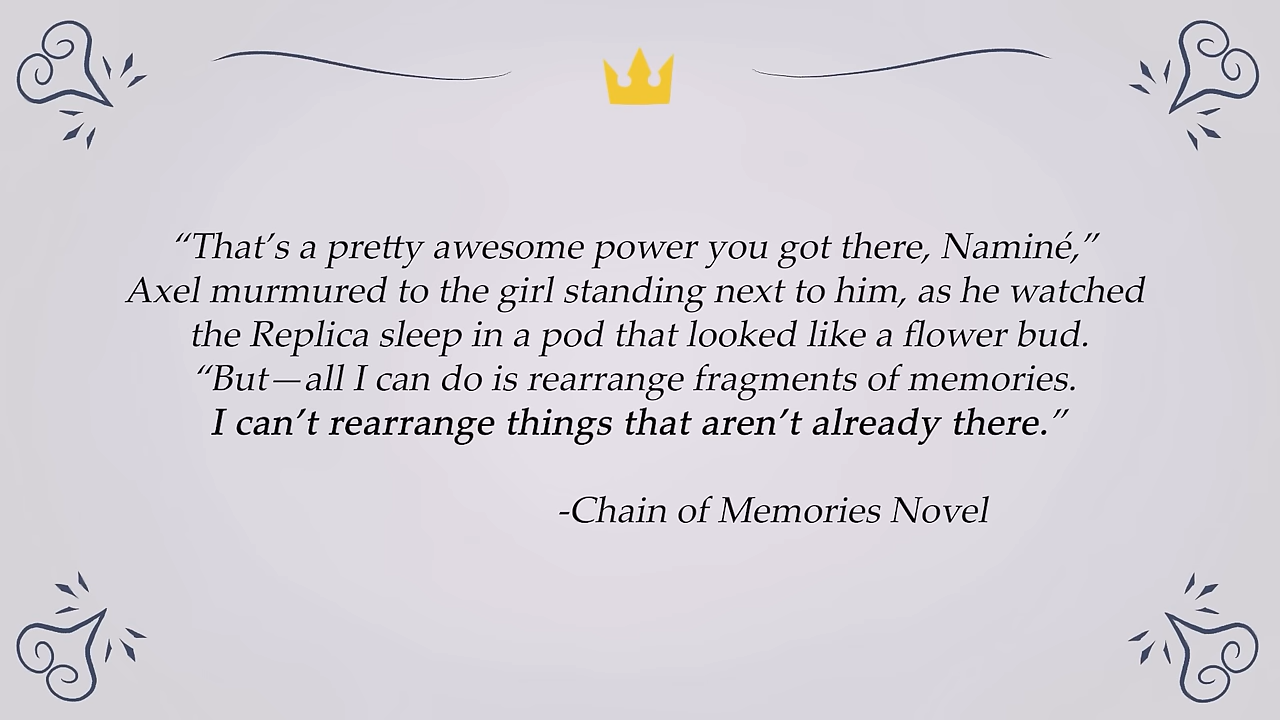 “That’s a pretty awesome power you got there, Naminé,”
Axel murmured to the girl standing next to him, as he watched
the Replica sleep in a pod that looked like a flower bud.
“But—all I can do is rearrange fragments of memories.
I can’t rearrange things that aren’t already there.”
-Chain of Memories Novel